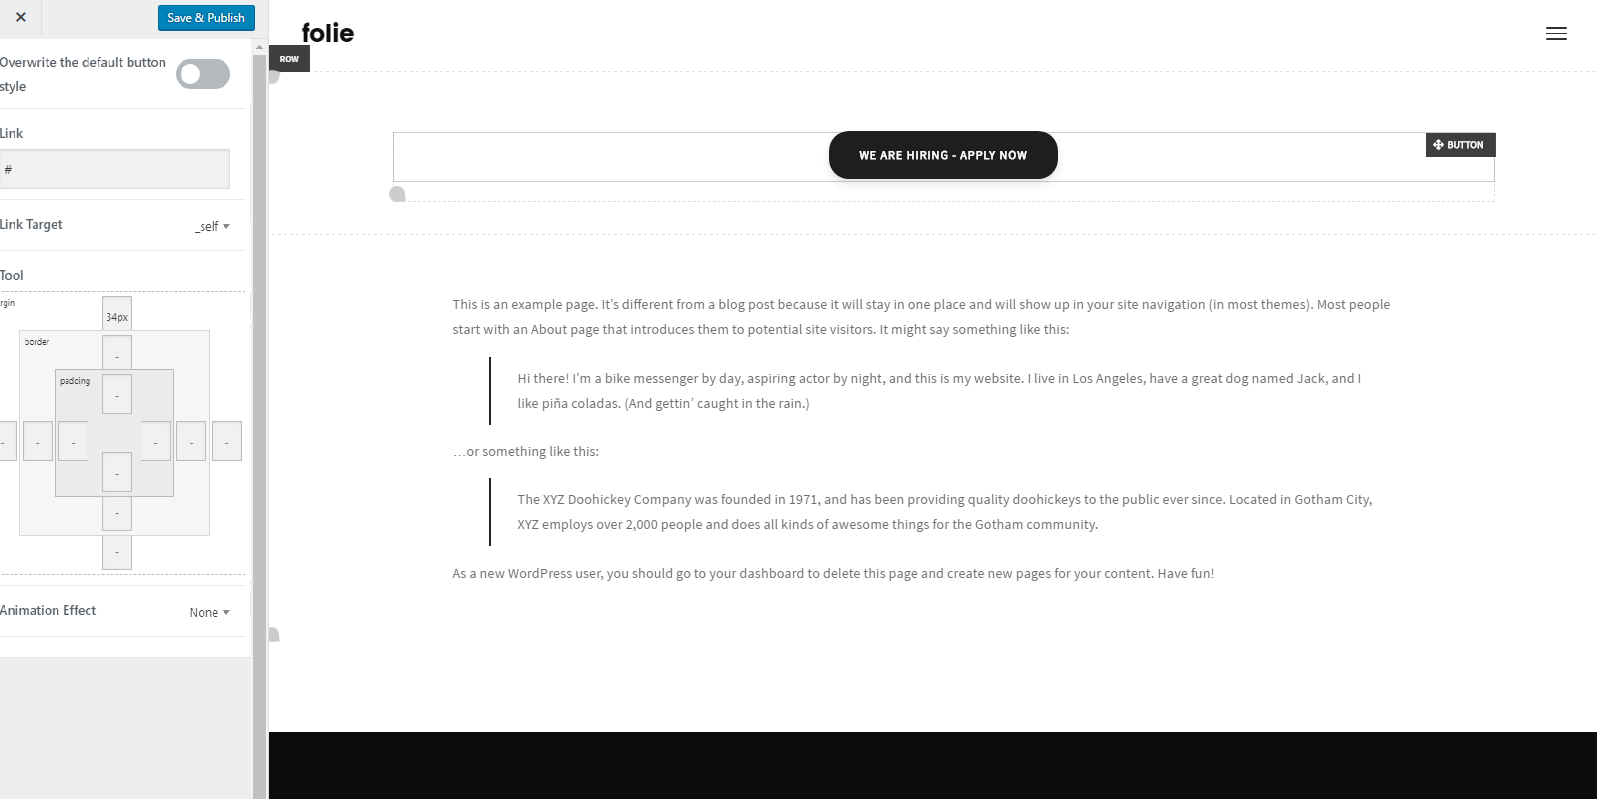 ✕
Save & Publish
Overwrite the default button
style
Link
#
Link Target
_self
Tool
rgin
34px
border
-
padding
-
- - - - - -
-
-
-
Animation Effect
None
folie
ROW
WE ARE HIRING - APPLY NOW
BUTTON
This is an example page. It’s different from a blog post because it will stay in one place and will show up in your site navigation (in most themes). Most people
start with an About page that introduces them to potential site visitors. It might say something like this:
Hi there! I’m a bike messenger by day, aspiring actor by night, and this is my website. I live in Los Angeles, have a great dog named Jack, and I
like piña coladas. (And gettin’ caught in the rain.)
…or something like this:
The XYZ Doohickey Company was founded in 1971, and has been providing quality doohickeys to the public ever since. Located in Gotham City,
XYZ employs over 2,000 people and does all kinds of awesome things for the Gotham community.
As a new WordPress user, you should go to your dashboard to delete this page and create new pages for your content. Have fun!